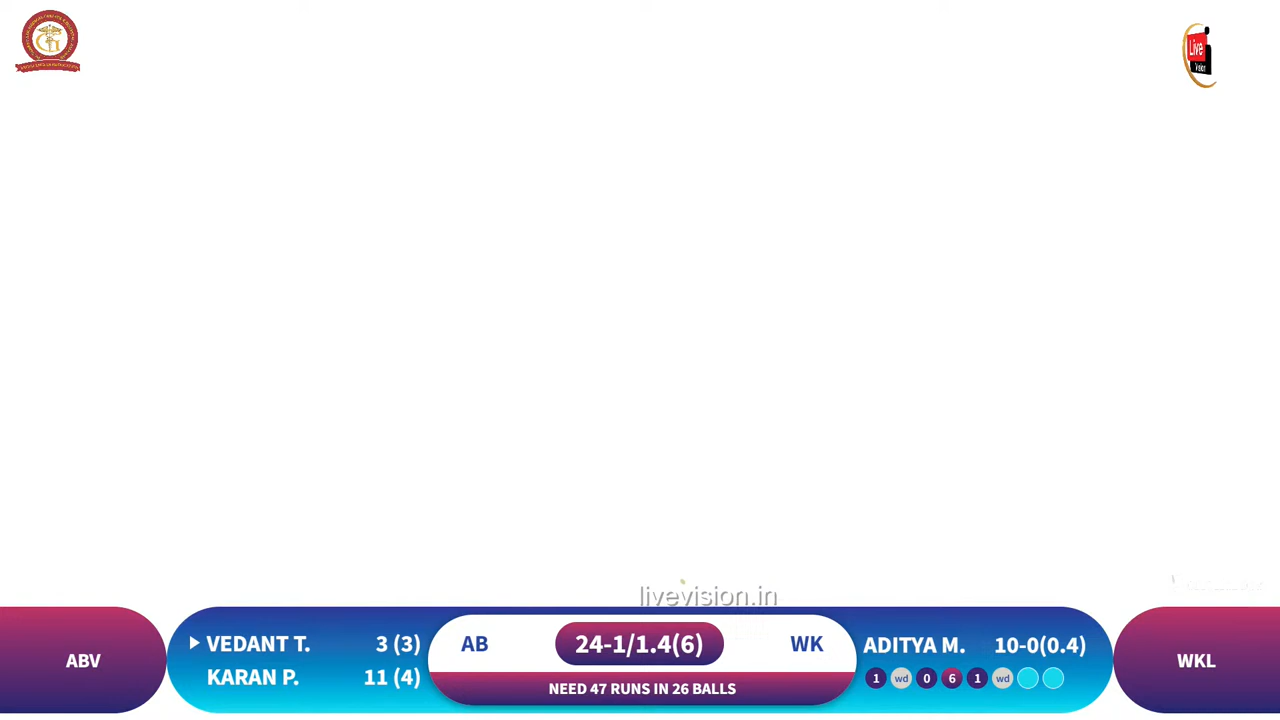 Live
Vision
livevision.in
ABV
VEDANT T. 3 (3)
KARAN P. 11 (4)
AB 24-1/1.4(6) WK
NEED 47 RUNS IN 26 BALLS
ADITYA M. 10-0(0.4)
1 wd 0 6 1 wd
WKL